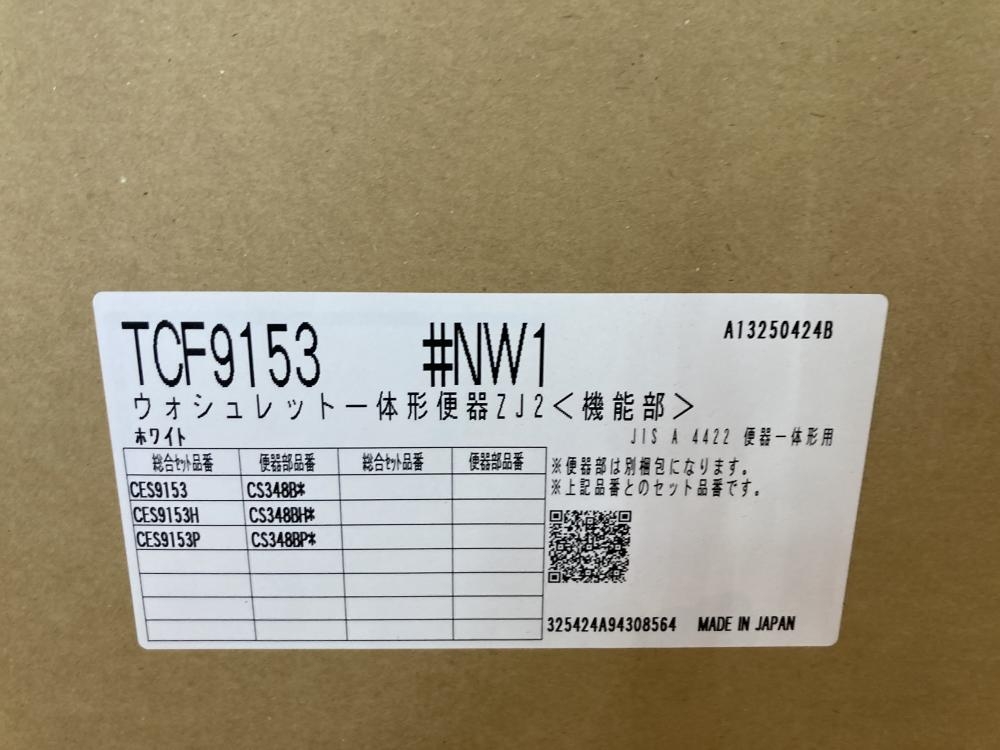 TCF9153 #NW1
A13250424B
ウォシュレット一体形便器ZJ2<機能部>
ホワイト
JIS A 4422 便器一体形用
総合セット品番 便器部品番 総合セット品番 便器部品番
CES9153 CS348B*
CES9153H CS348BH*
CES9153P CS348BP*
※便器部は別梱包になります。
※上記品番とのセット品番です。
325424A94308564 MADE IN JAPAN